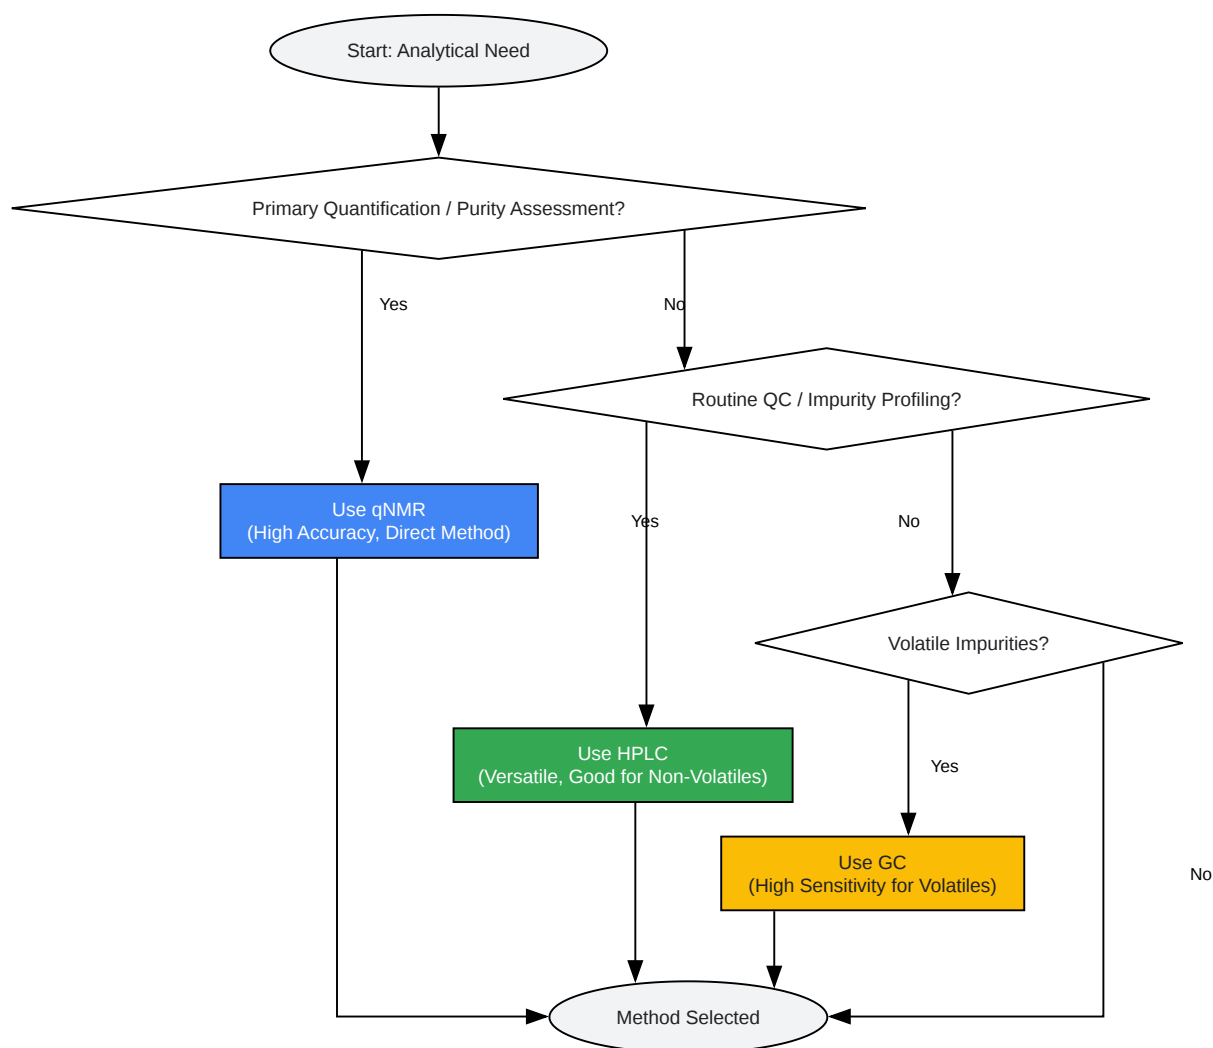 Start: Analytical Need
Primary Quantification / Purity Assessment?
Yes
No
Routine QC / Impurity Profiling?
Use qNMR
(High Accuracy, Direct Method)
Yes
No
Volatile Impurities?
Use HPLC
(Versatile, Good for Non-Volatiles)
Yes
Use GC
(High Sensitivity for Volatiles)
No
Method Selected